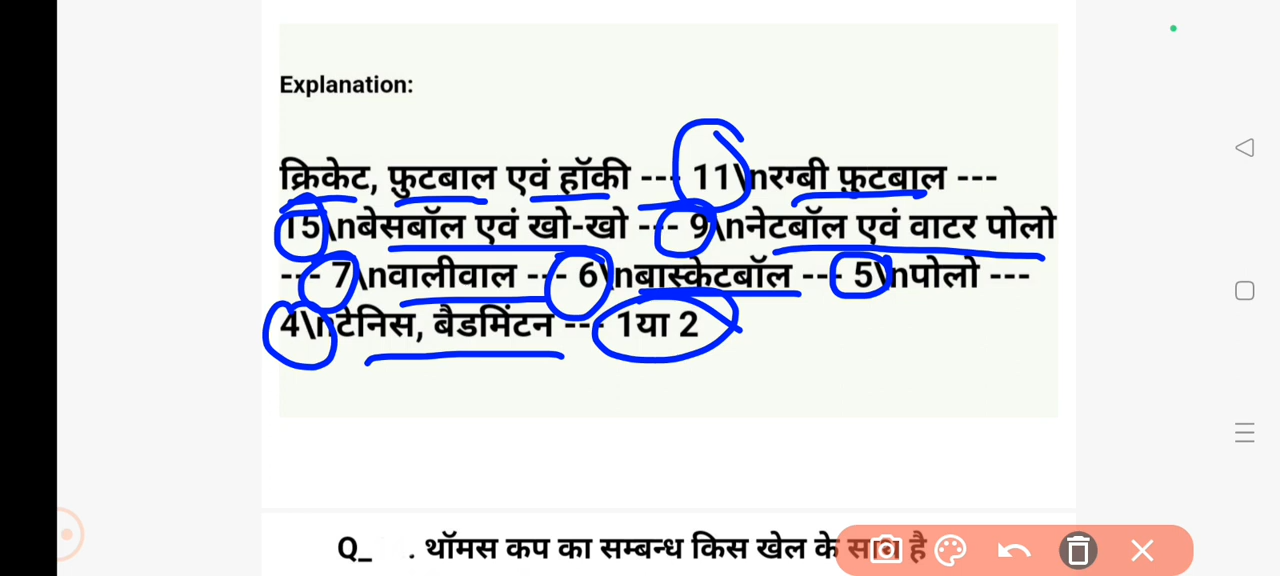 Explanation:
क्रिकेट, फ़ुटबाल एवं हॉकी --- 11\nरग्बी फ़ुटबाल ---
15\nबेसबॉल एवं खो-खो --- 9\nनेटबॉल एवं वाटर पोलो
--- 7\nवालीवाल --- 6\nबास्केटबॉल --- 5\nपोलो ---
4\nटेनिस, बैडमिंटन --- 1या 2
Q_ . थॉमस कप का सम्बन्ध किस खेल के है